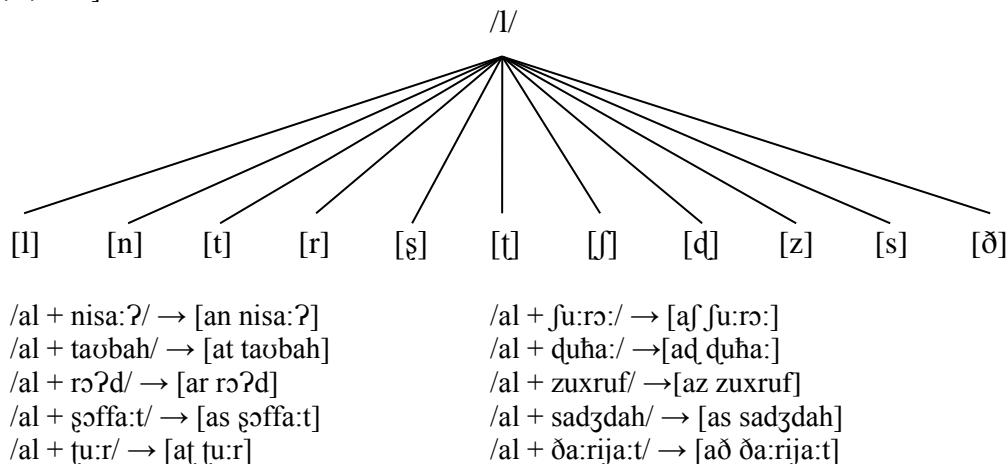 /l/
[l] [n] [t] [r] [ʂ] [ʈ] [ʃ] [ɖ] [z] [s] [ð]
/al + nisa:ʔ/ → [an nisa:ʔ]
/al + taʊbah/ → [at taʊbah]
/al + rɔʔd/ → [ar rɔʔd]
/al + ʂɔffa:t/ → [as ʂɔffa:t]
/al + ʈu:r/ → [aʈ ʈu:r]
/al + ʃu:rɔ:/ → [aʃ ʃu:rɔ:]
/al + ɖuħa:/ →[aɖ ɖuħa:]
/al + zuxruf/ →[az zuxruf]
/al + sadʒdah/ → [as sadʒdah]
/al + ða:rija:t/ → [að ða:rija:t]